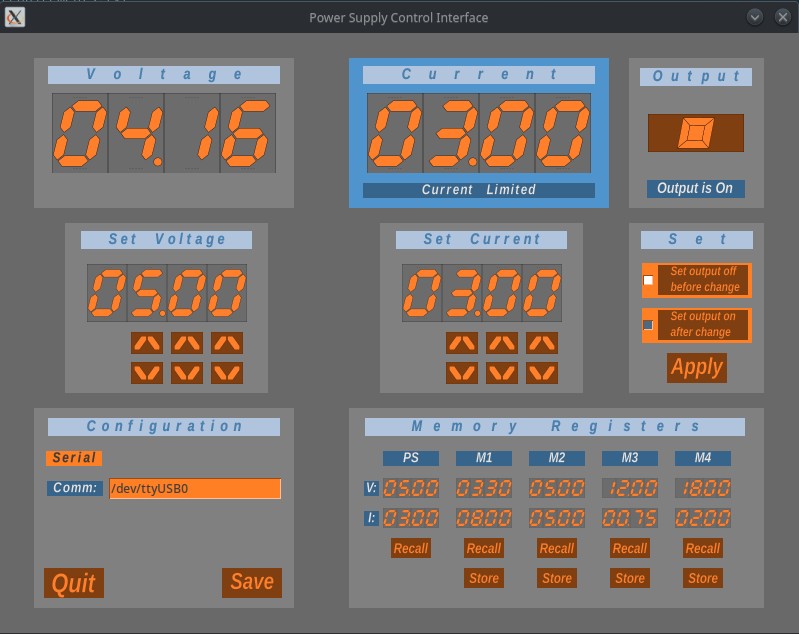 Power Supply Control Interface
Voltage
04.16
Current
03.00
Current Limited
Output
Output is On
Set Voltage
05.00
Set Current
03.00
Set
Set output off
before change
Set output on
after change
Apply
Configuration
Serial
Comm: /dev/ttyUSB0
Quit Save
Memory Registers
PS M1 M2 M3 M4
V: 05.00 03.30 05.00 12.00 18.00
I: 03.00 08.00 05.00 00.75 02.00
Recall Recall Recall Recall Recall
Store Store Store Store